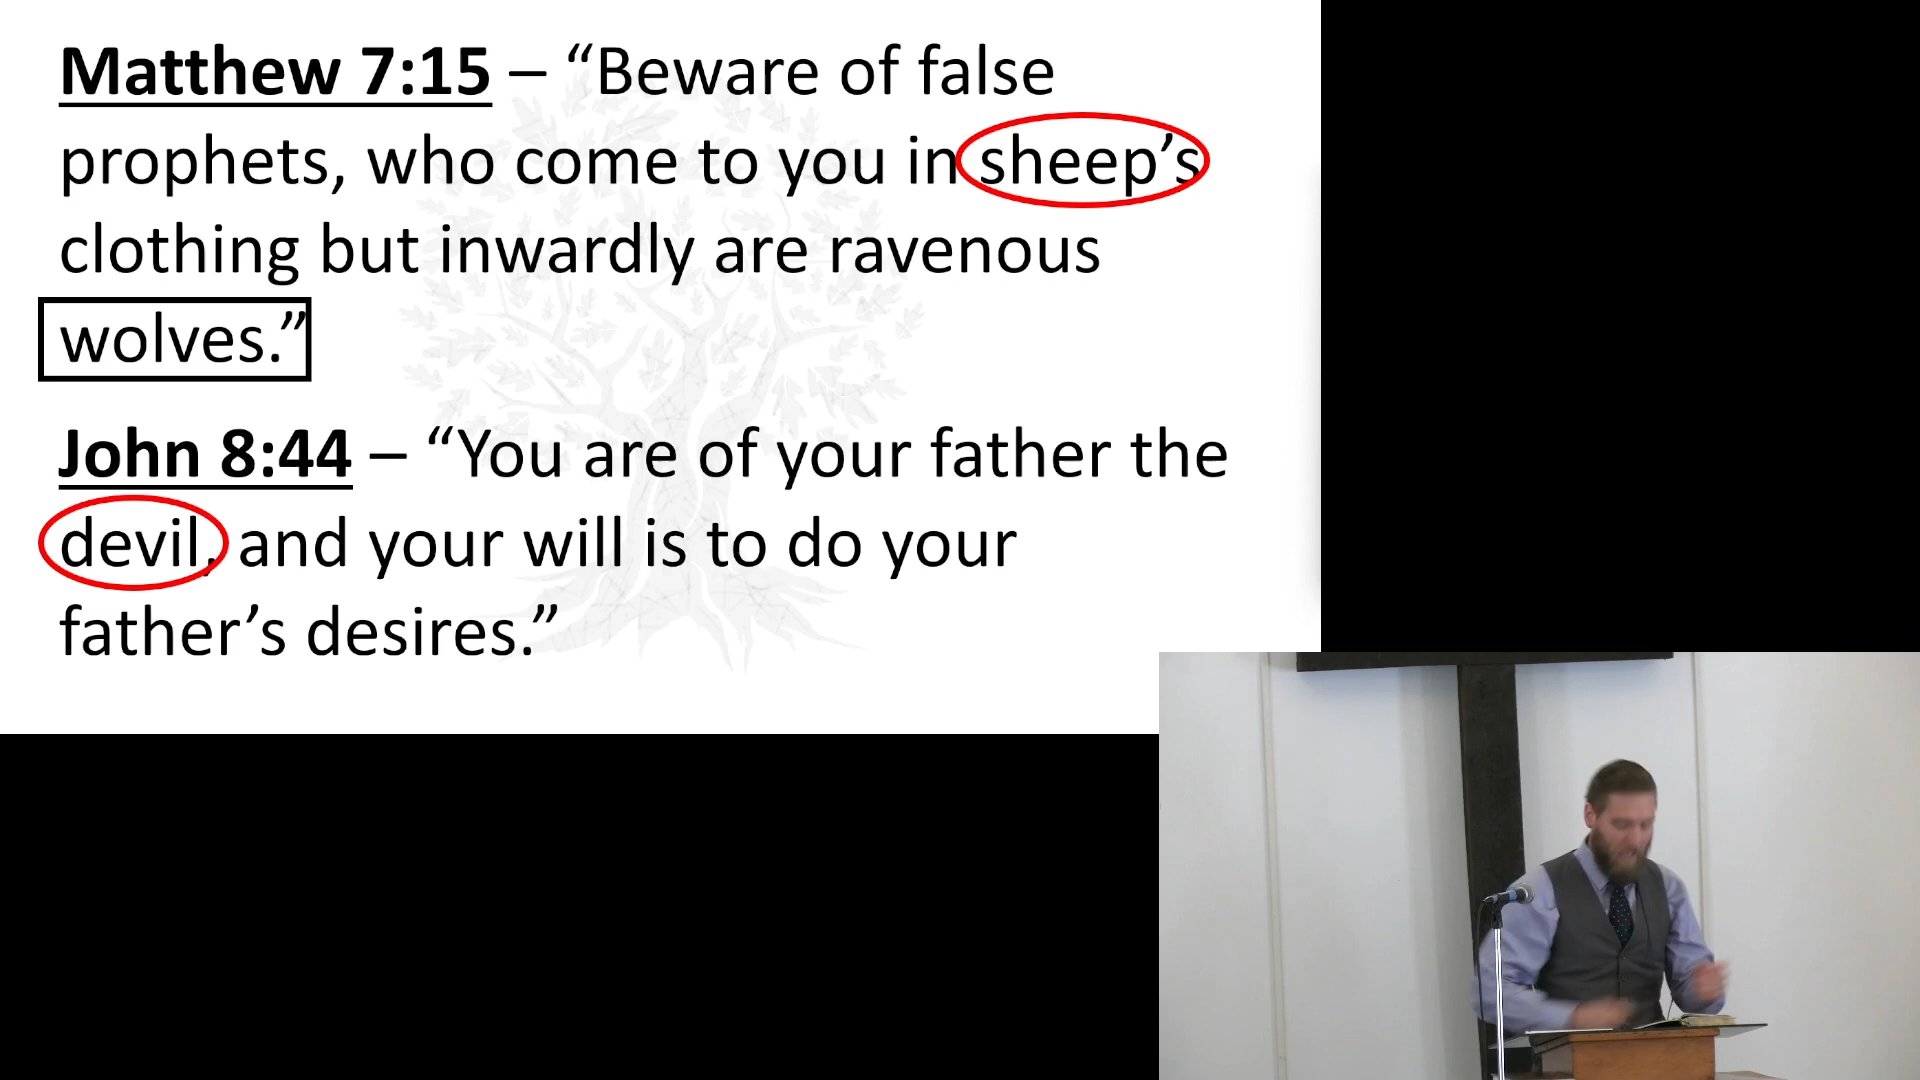 Matthew 7:15 – “Beware of false
prophets, who come to you in sheep’s
clothing but inwardly are ravenous
wolves.”
John 8:44 – “You are of your father the
devil, and your will is to do your
father’s desires.”